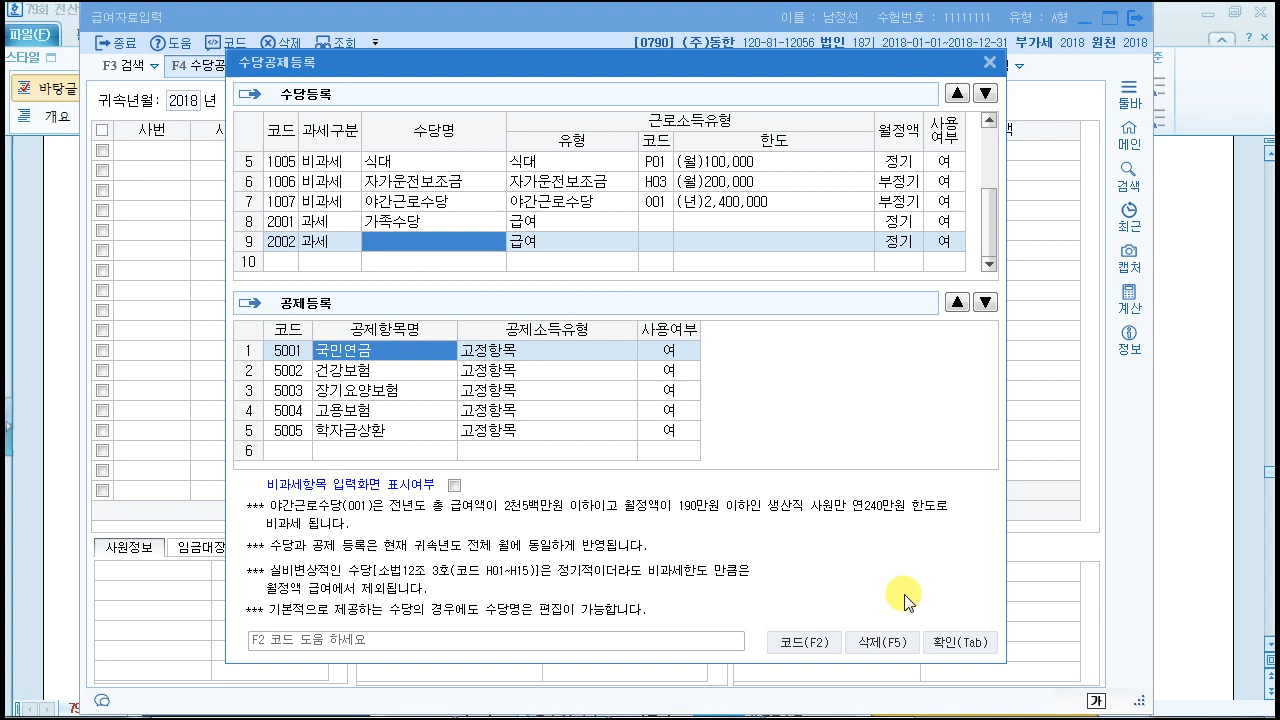 79회 전산
급여자료입력
이름 : 남정선 수험번호 : 11111111 유형 : A형
파일(F)
종료 도움 코드 삭제 조회
[0790] (주)동한 -81-12066 법인 18기 2018-01-01~2018-12-31 부가세 2018 원천 2018
스타일
F3 검색 F4 수당공
수당공제등록
바탕글
개요
귀속년월: 2018 년
사번
수당등록
코드 과세구분 수당명 근로소득유형 월정액 사용여부
유형 코드 한도
5 1005 비과세 식대 식대 P01 (월)100,000 정기 여
6 1006 비과세 자가운전보조금 자가운전보조금 H03 (월)200,000 부정기 여
7 1007 비과세 야간근로수당 야간근로수당 001 (년)2,400,000 부정기 여
8 2001 과세 가족수당 급여 정기 여
9 2002 과세 급여 정기 여
10
공제등록
코드 공제항목명 공제소득유형 사용여부
1 5001 국민연금 고정항목 여
2 5002 건강보험 고정항목 여
3 5003 장기요양보험 고정항목 여
4 5004 고용보험 고정항목 여
5 5005 학자금상환 고정항목 여
6
비과세항목 입력화면 표시여부
*** 야간근로수당(001)은 전년도 총 급여액이 2천5백만원 이하이고 월정액이 190만원 이하인 생산직 사원만 연240만원 한도로
비과세 됩니다.
*** 수당과 공제 등록은 현재 귀속년도 전체 월에 동일하게 반영됩니다.
*** 실비변상적인 수당[소법12조 3호(코드 H01~H15)]은 정기적이더라도 비과세한도 만큼은
월정액 급여에서 제외됩니다.
*** 기본적으로 제공하는 수당의 경우에도 수당명은 편집이 가능합니다.
F2 코드 도움 하세요
코드(F2) 삭제(F5) 확인(Tab)
사원정보 임금대장
툴바
메인
검색
최근
캡처
계산
정보
가
79